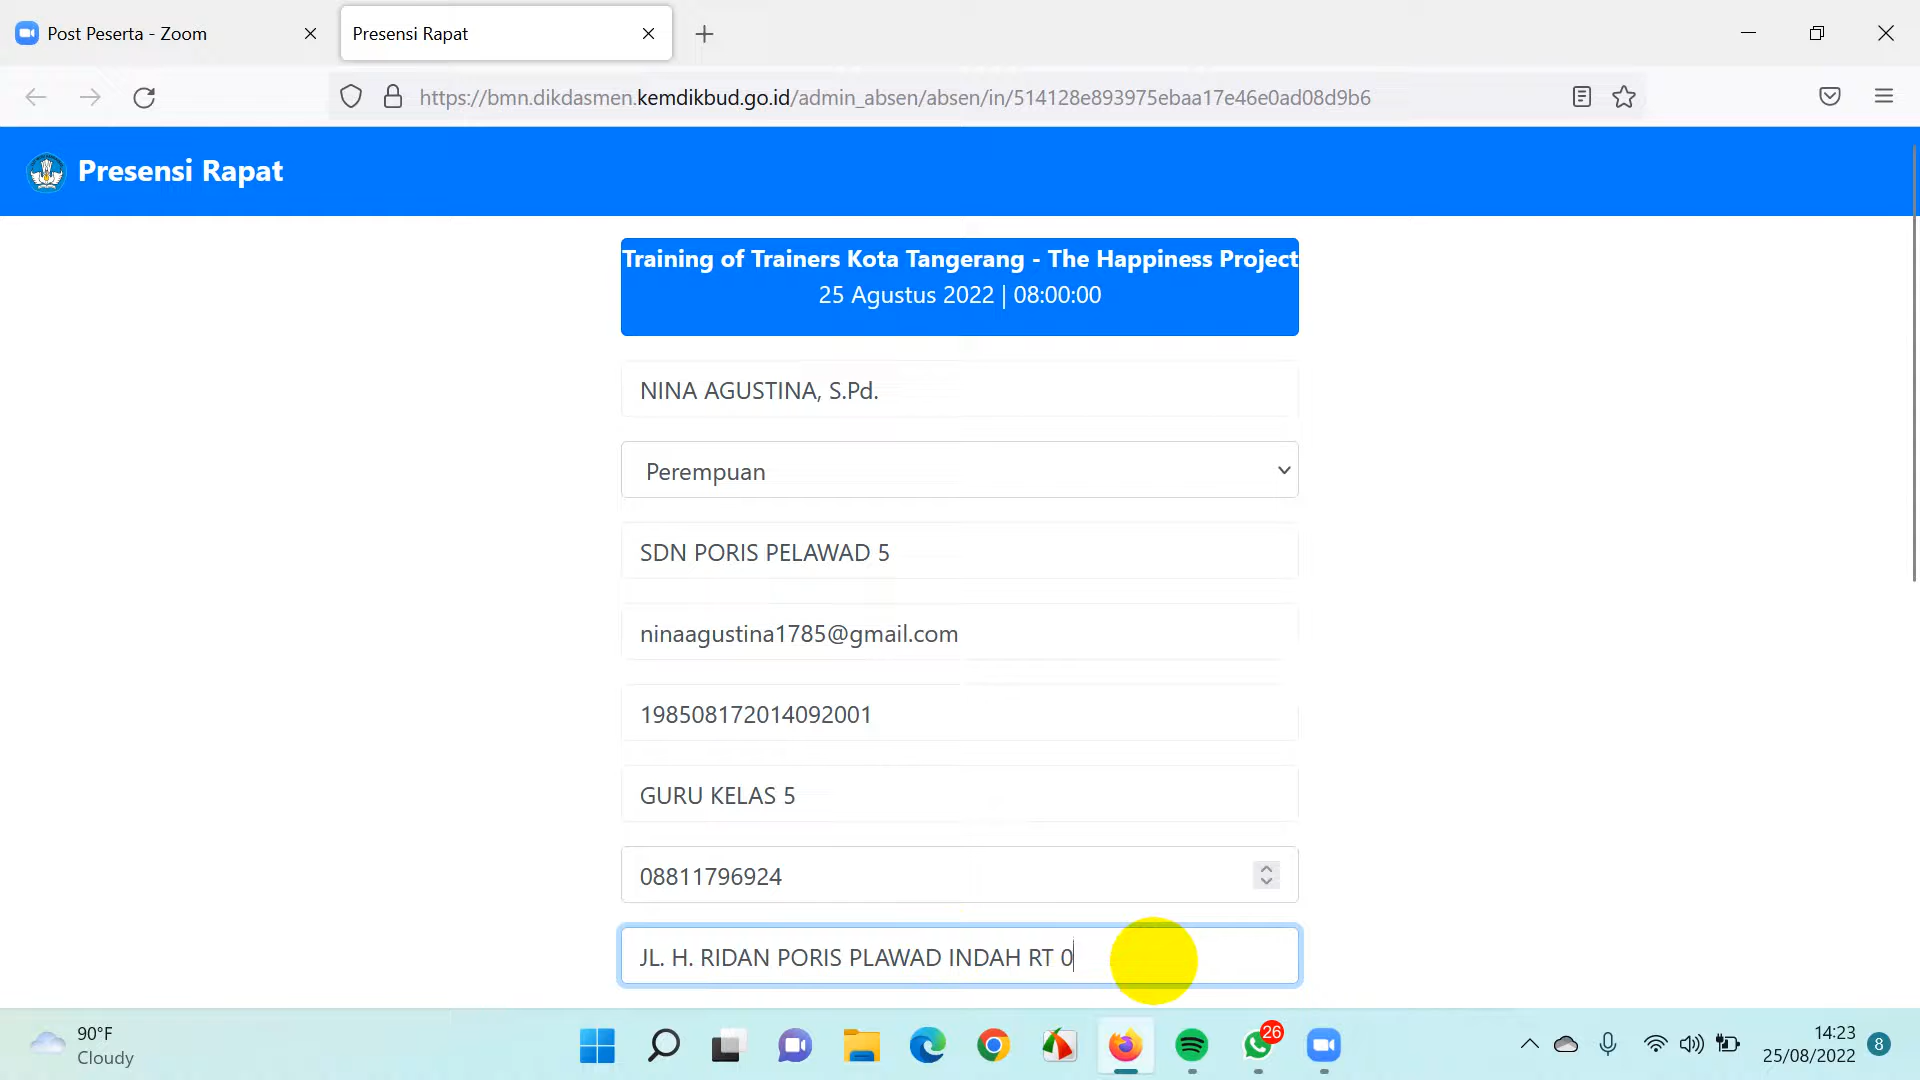 Post Peserta - Zoom
Presensi Rapat
https://bmn.dikdasmen.kemdikbud.go.id/admin_absen/absen/in/514128e893975ebaa17e46e0ad08d9b6
Presensi Rapat
Training of Trainers Kota Tangerang - The Happiness Project
25 Agustus 2022 | 08:00:00
NINA AGUSTINA, S.Pd.
Perempuan
SDN PORIS PELAWAD 5
ninaagustina1785@gmail.com
198508172014092001
GURU KELAS 5
08811796924
JL. H. RIDAN PORIS PLAWAD INDAH RT 0
90°F
Cloudy
26
14:23
25/08/2022
8